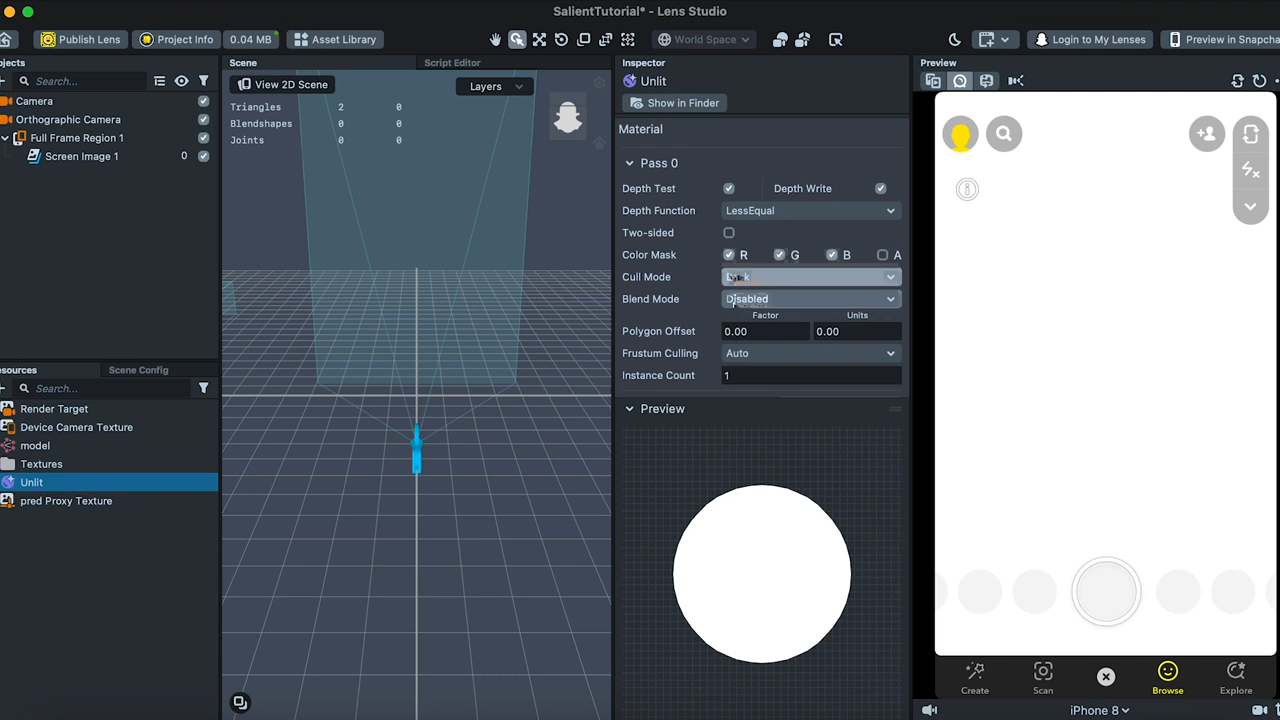 SalientTutorial* - Lens Studio
Publish Lens
Project Info
0.04 MB
Asset Library
World Space
Login to My Lenses
Preview in Snapcha
bjects
Search...
Camera
Orthographic Camera
Full Frame Region 1
Screen Image 1 0
Scene
Script Editor
View 2D Scene
Layers
Triangles 2 0
Blendshapes 0 0
Joints 0 0
esources
Scene Config
Search...
Render Target
Device Camera Texture
model
Textures
Unlit
pred Proxy Texture
Inspector
Unlit
Show in Finder
Material
Pass 0
Depth Test
Depth Write
Depth Function LessEqual
Two-sided
Color Mask R G B A
Cull Mode
Blend Mode Disabled
Factor Units
Polygon Offset 0.00 0.00
Frustum Culling Auto
Instance Count 1
Preview
Preview
Create
Scan
Browse
Explore
iPhone 8